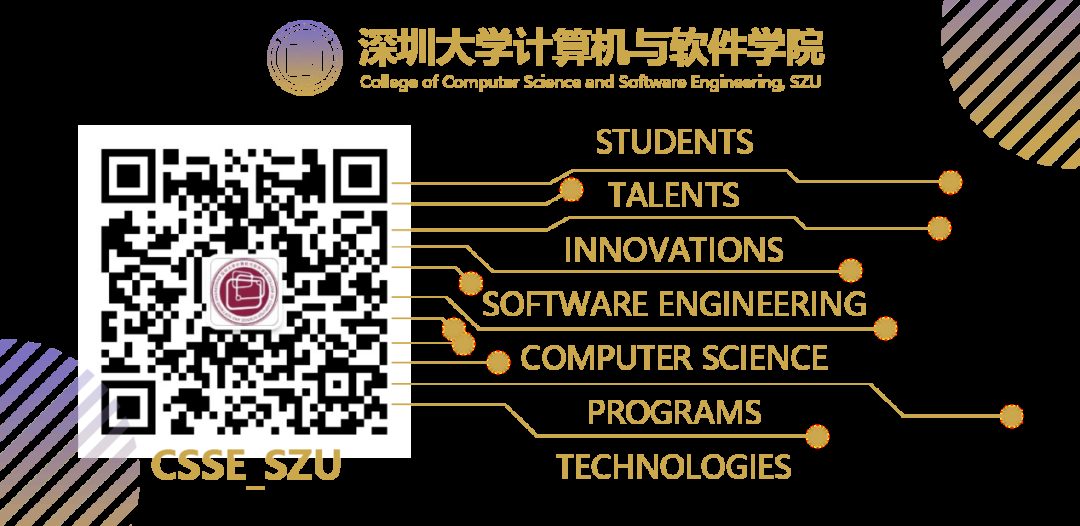 深圳大学计算机与软件学院
College of Computer Science and Software Engineering, SZU
STUDENTS
TALENTS
INNOVATIONS
SOFTWARE ENGINEERING
COMPUTER SCIENCE
PROGRAMS
TECHNOLOGIES
CSSE_SZU